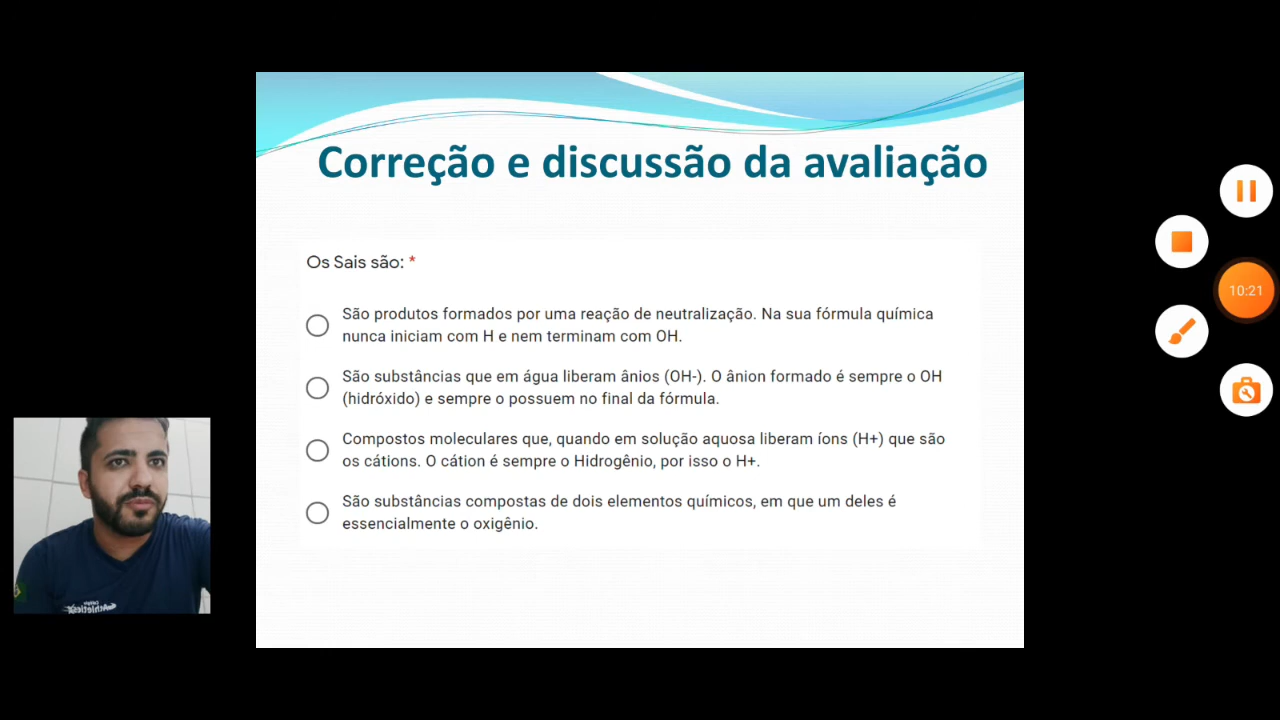 Correção e discussão da avaliação
Os Sais são: *
São produtos formados por uma reação de neutralização. Na sua fórmula química
nunca iniciam com H e nem terminam com OH.
São substâncias que em água liberam ânios (OH-). O ânion formado é sempre o OH
(hidróxido) e sempre o possuem no final da fórmula.
Compostos moleculares que, quando em solução aquosa liberam íons (H+) que são
os cátions. O cátion é sempre o Hidrogênio, por isso o H+.
São substâncias compostas de dois elementos químicos, em que um deles é
essencialmente o oxigênio.
10:21